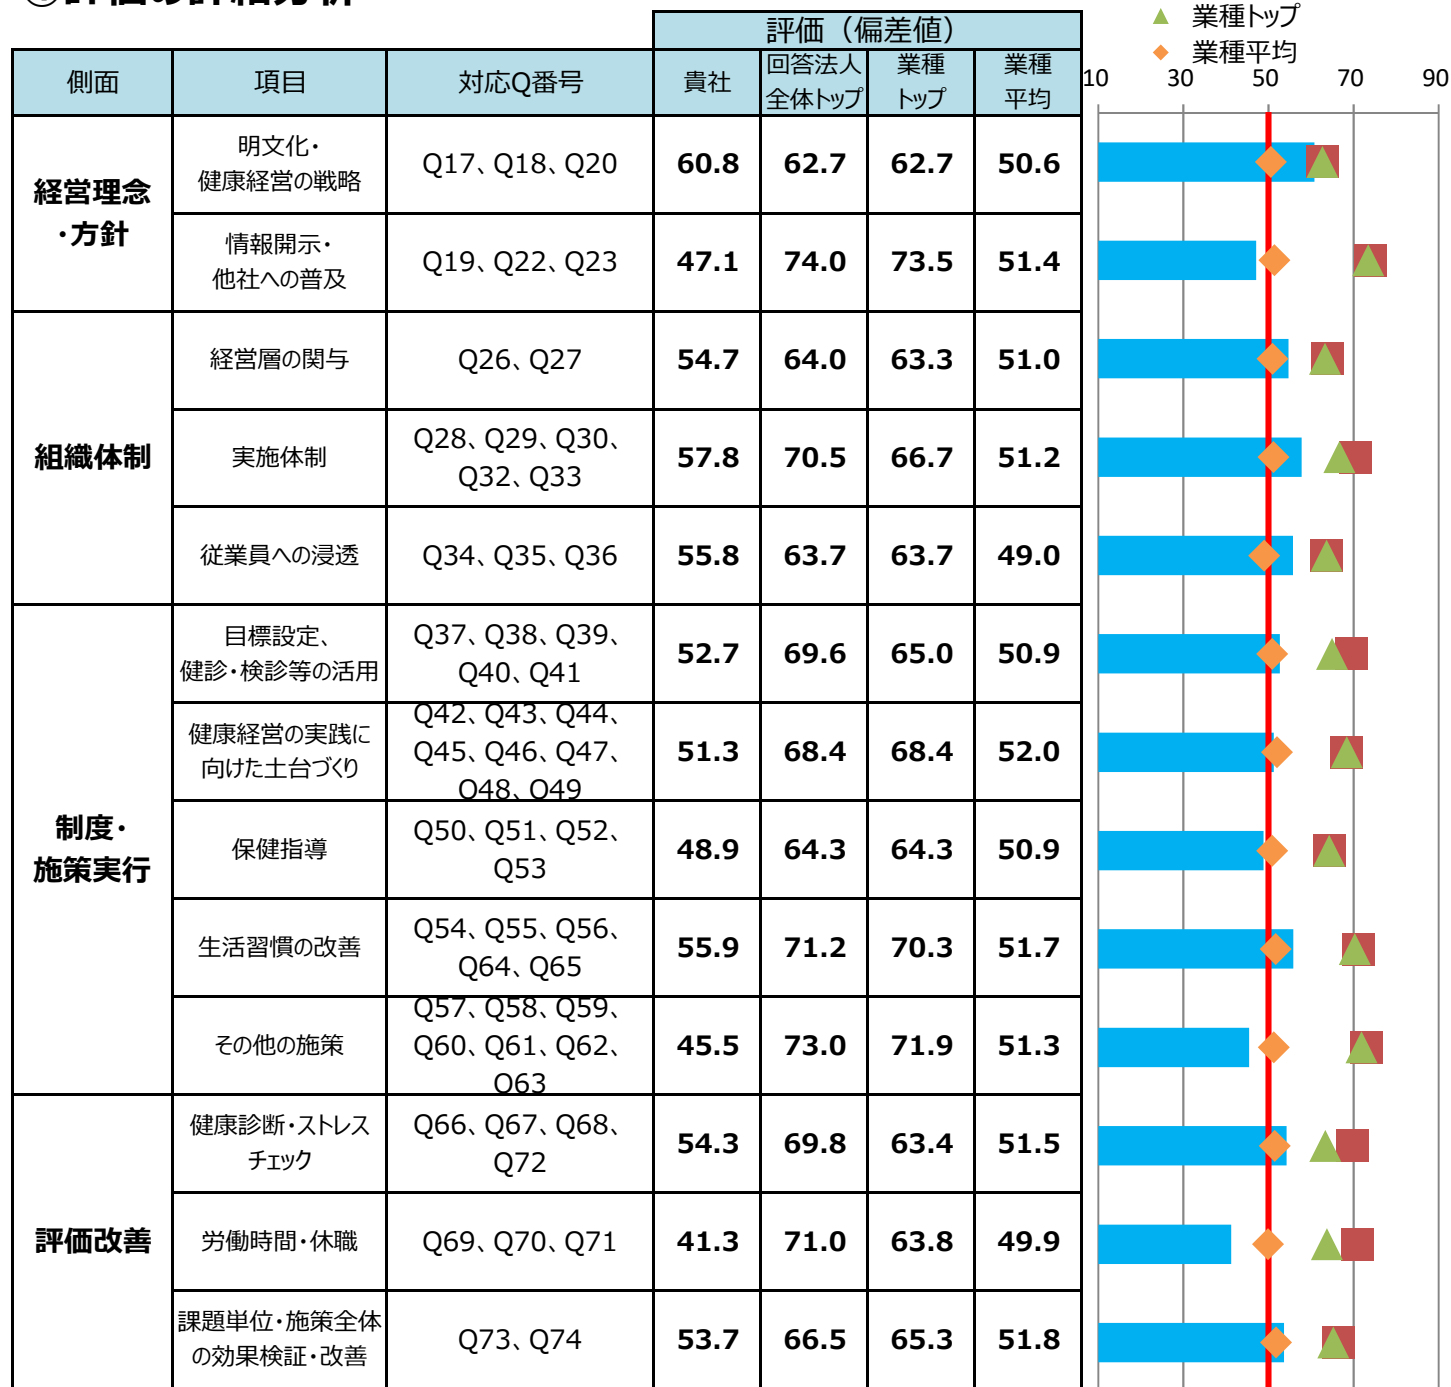 ①評価の詳細分析
▲ 業種トップ
◆ 業種平均
評価（偏差値）
側面 項目 対応Q番号 貴社 回答法人全体トップ 業種トップ 業種平均
10 30 50 70 90
経営理念・方針
明文化・健康経営の戦略 Q17、Q18、Q20 60.8 62.7 62.7 50.6
情報開示・他社への普及 Q19、Q22、Q23 47.1 74.0 73.5 51.4
組織体制
経営層の関与 Q26、Q27 54.7 64.0 63.3 51.0
実施体制 Q28、Q29、Q30、Q32、Q33 57.8 70.5 66.7 51.2
従業員への浸透 Q34、Q35、Q36 55.8 63.7 63.7 49.0
制度・施策実行
目標設定、健診・検診等の活用 Q37、Q38、Q39、Q40、Q41 52.7 69.6 65.0 50.9
健康経営の実践に向けた土台づくり Q42、Q43、Q44、Q45、Q46、Q47、Q48、Q49 51.3 68.4 68.4 52.0
保健指導 Q50、Q51、Q52、Q53 48.9 64.3 64.3 50.9
生活習慣の改善 Q54、Q55、Q56、Q64、Q65 55.9 71.2 70.3 51.7
その他の施策 Q57、Q58、Q59、Q60、Q61、Q62、Q63 45.5 73.0 71.9 51.3
評価改善
健康診断・ストレスチェック Q66、Q67、Q68、Q72 54.3 69.8 63.4 51.5
労働時間・休職 Q69、Q70、Q71 41.3 71.0 63.8 49.9
課題単位・施策全体の効果検証・改善 Q73、Q74 53.7 66.5 65.3 51.8